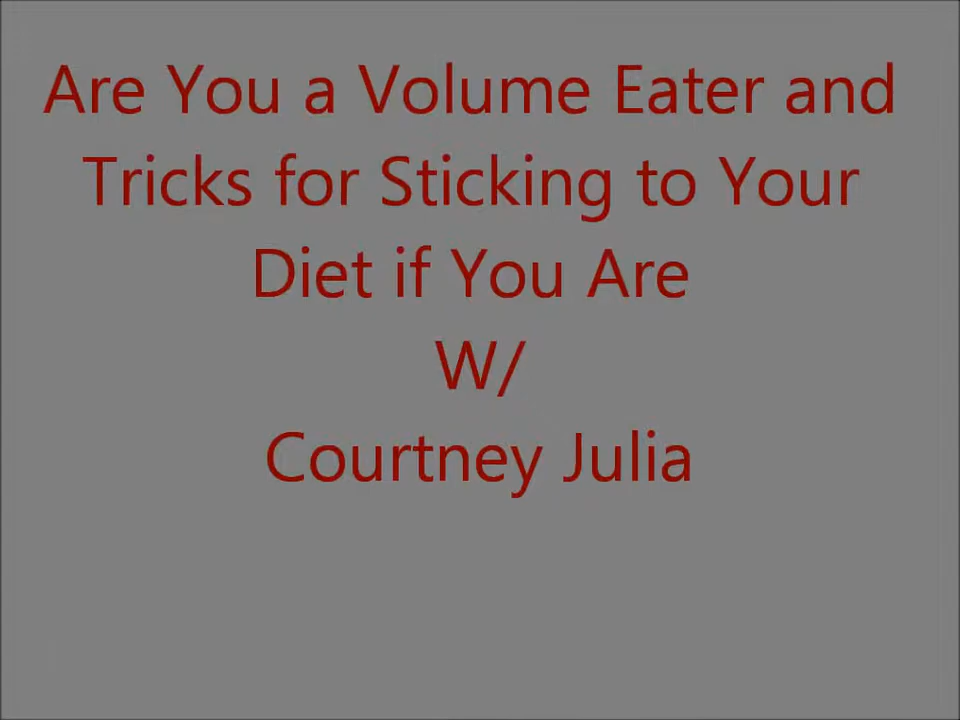 Are You a Volume Eater and
Tricks for Sticking to Your
Diet if You Are
W/
Courtney Julia